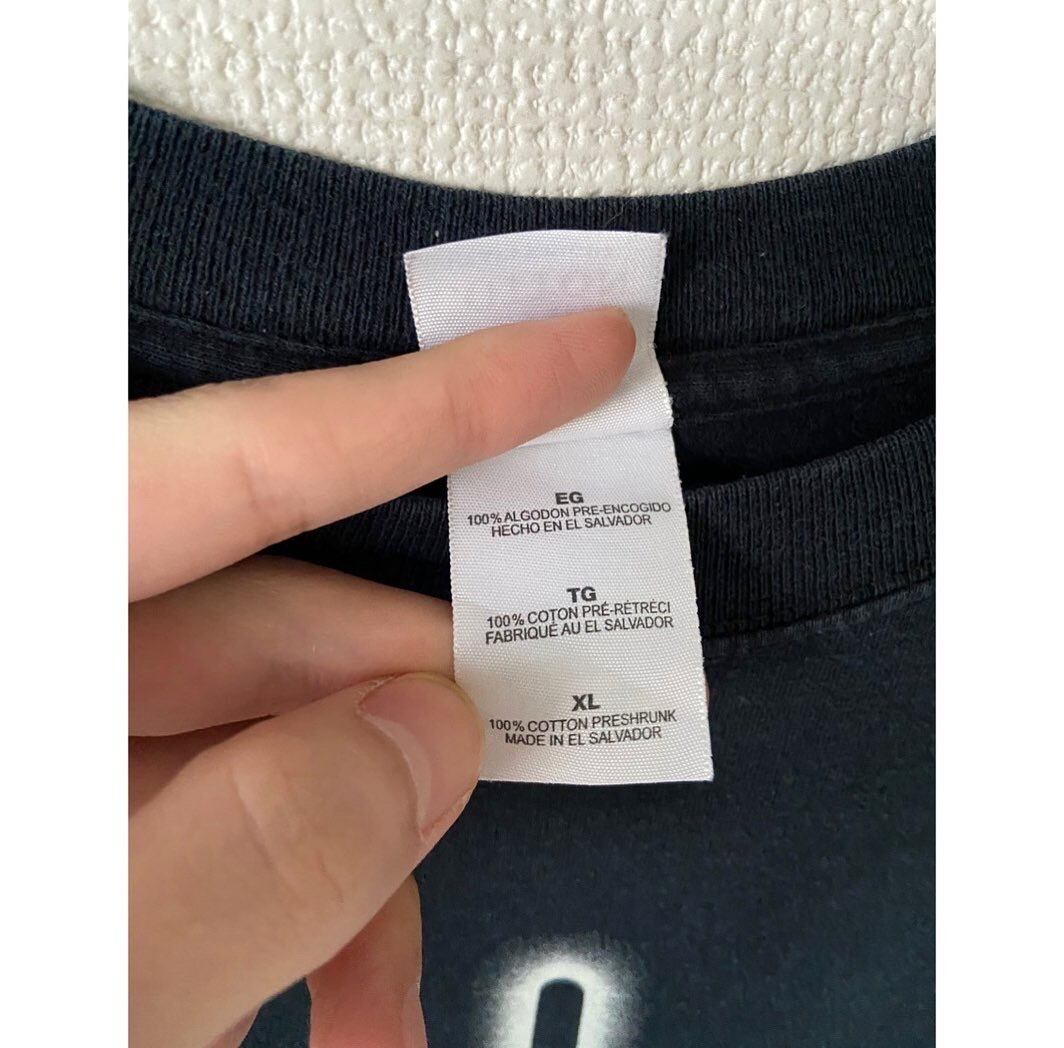 EG
100% ALGODON PRE-ENCOGIDO
HECHO EN EL SALVADOR
TG
100% COTON PRÉ-RÉTRÉCI
FABRIQUÉ AU EL SALVADOR
XL
100% COTTON PRESHRUNK
MADE IN EL SALVADOR